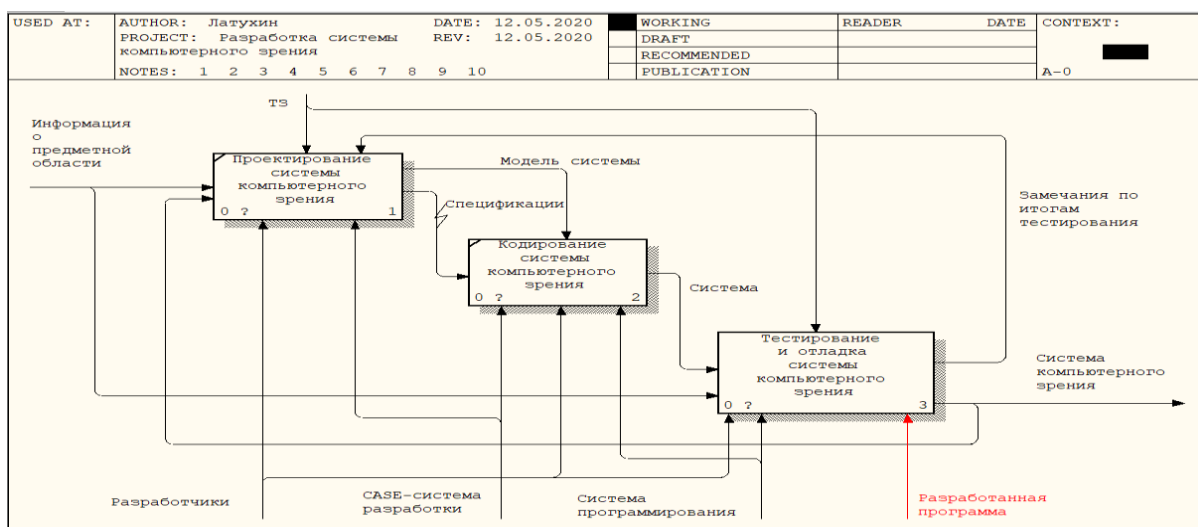 USED AT:
AUTHOR: Латухин
DATE: 12.05.2020
PROJECT: Разработка системы
компьютерного зрения
REV: 12.05.2020
NOTES: 1 2 3 4 5 6 7 8 9 10
WORKING
DRAFT
RECOMMENDED
PUBLICATION
READER DATE
CONTEXT:
A-0
ТЗ
Информация
о
предметной
области
Проектирование
системы
компьютерного
зрения
0 ? 1
Модель системы
Спецификации
Замечания по
итогам
тестирования
Кодирование
системы
компьютерного
зрения
0 ? 2
Система
Тестирование
и отладка
системы
компьютерного
зрения
0 ? 3
Система
компьютерного
зрения
Разработчики
CASE-система
разработки
Система
программирования
Разработанная
программа